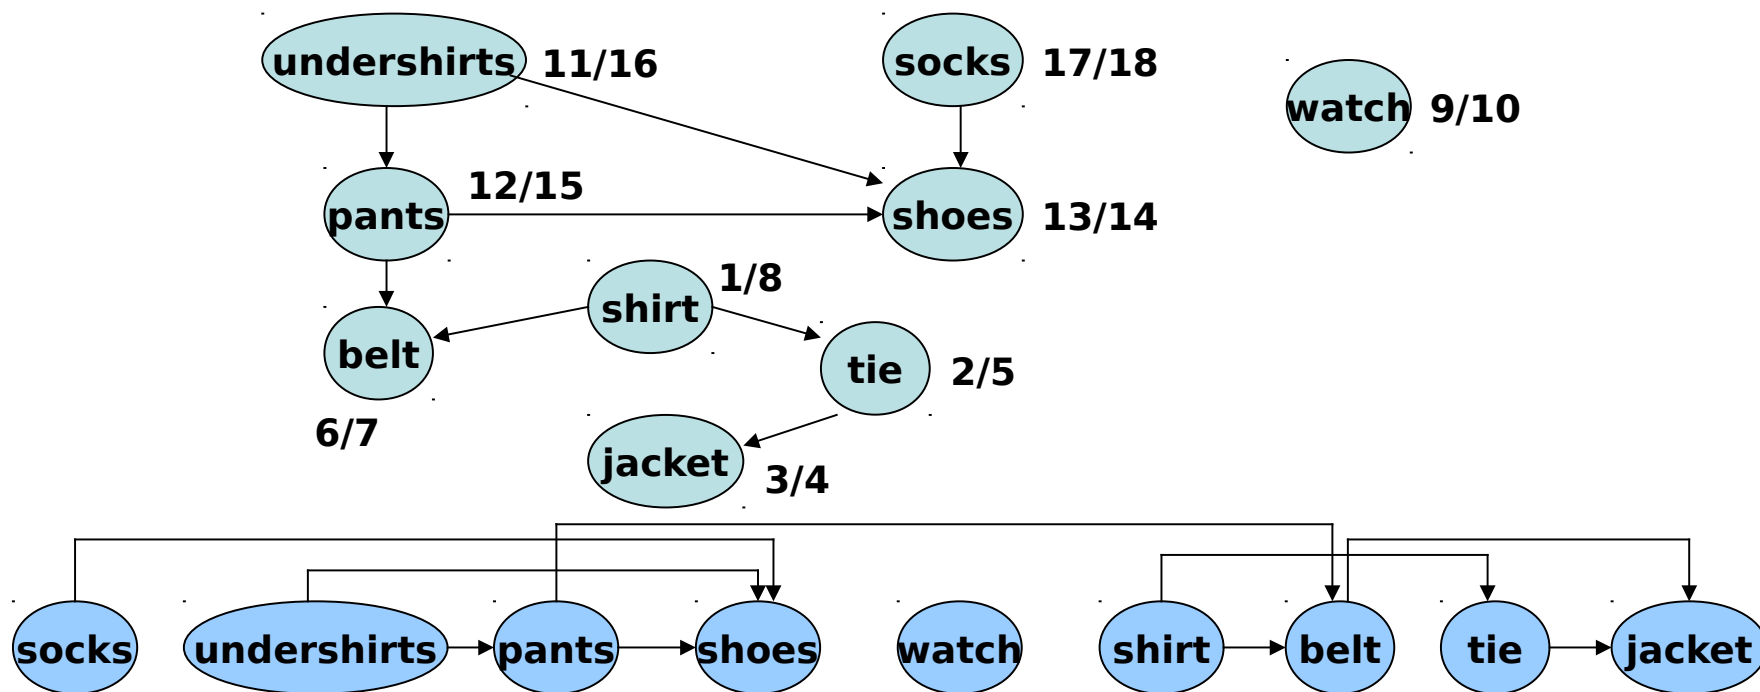 undershirts 11/16 socks 17/18
watch 9/10
pants 12/15 shoes 13/14
shirt 1/8
belt tie 2/5
6/7
jacket 3/4
socks undershirts pants shoes watch shirt belt tie jacket